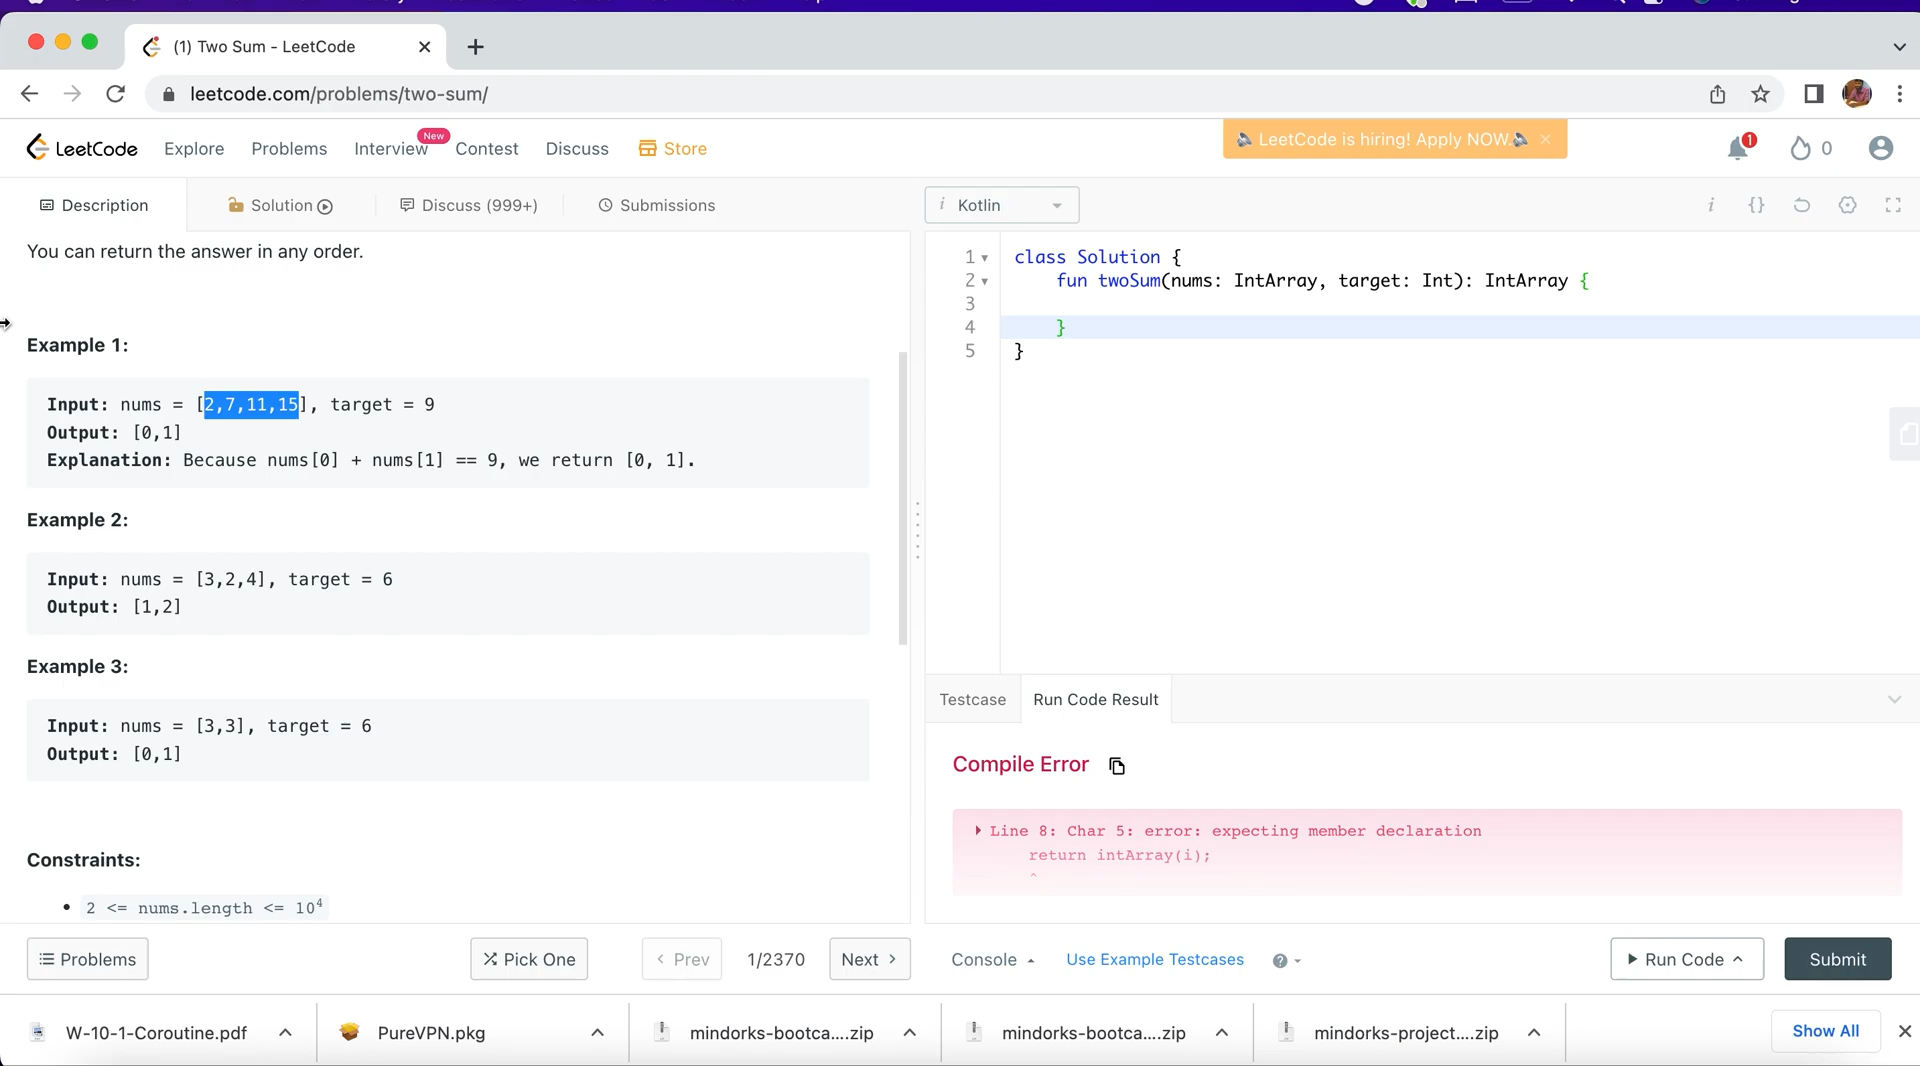 (1) Two Sum - LeetCode
leetcode.com/problems/two-sum/
LeetCode Explore Problems Interview New Contest Discuss Store
LeetCode is hiring! Apply NOW.
1
0
Description Solution Discuss (999+) Submissions
i Kotlin
i {}
You can return the answer in any order.
Example 1:
Input: nums = [2,7,11,15], target = 9
Output: [0,1]
Explanation: Because nums[0] + nums[1] == 9, we return [0, 1].
Example 2:
Input: nums = [3,2,4], target = 6
Output: [1,2]
Example 3:
Input: nums = [3,3], target = 6
Output: [0,1]
Constraints:
• 2 <= nums.length <= 10⁴
1 class Solution {
2 fun twoSum(nums: IntArray, target: Int): IntArray {
3
4 }
5 }
Testcase Run Code Result
Compile Error
Line 8: Char 5: error: expecting member declaration
return intArray(i);
^
Problems Pick One < Prev 1/2370 Next >
Console Use Example Testcases ? Run Code Submit
W-10-1-Coroutine.pdf PureVPN.pkg mindorks-bootca....zip mindorks-bootca....zip mindorks-project....zip Show All